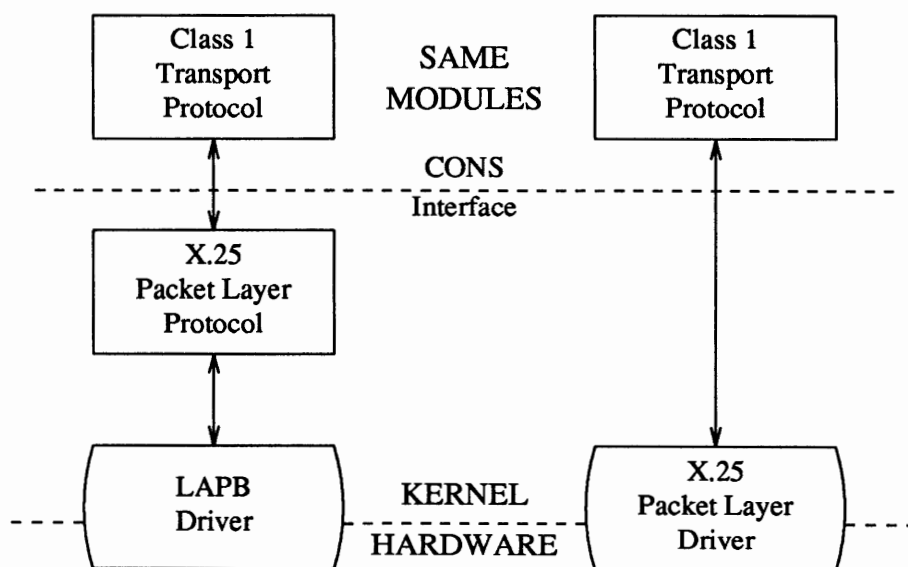 Class 1
Transport
Protocol
SAME
MODULES
Class 1
Transport
Protocol
CONS
Interface
X.25
Packet Layer
Protocol
LAPB
Driver
KERNEL
HARDWARE
X.25
Packet Layer
Driver